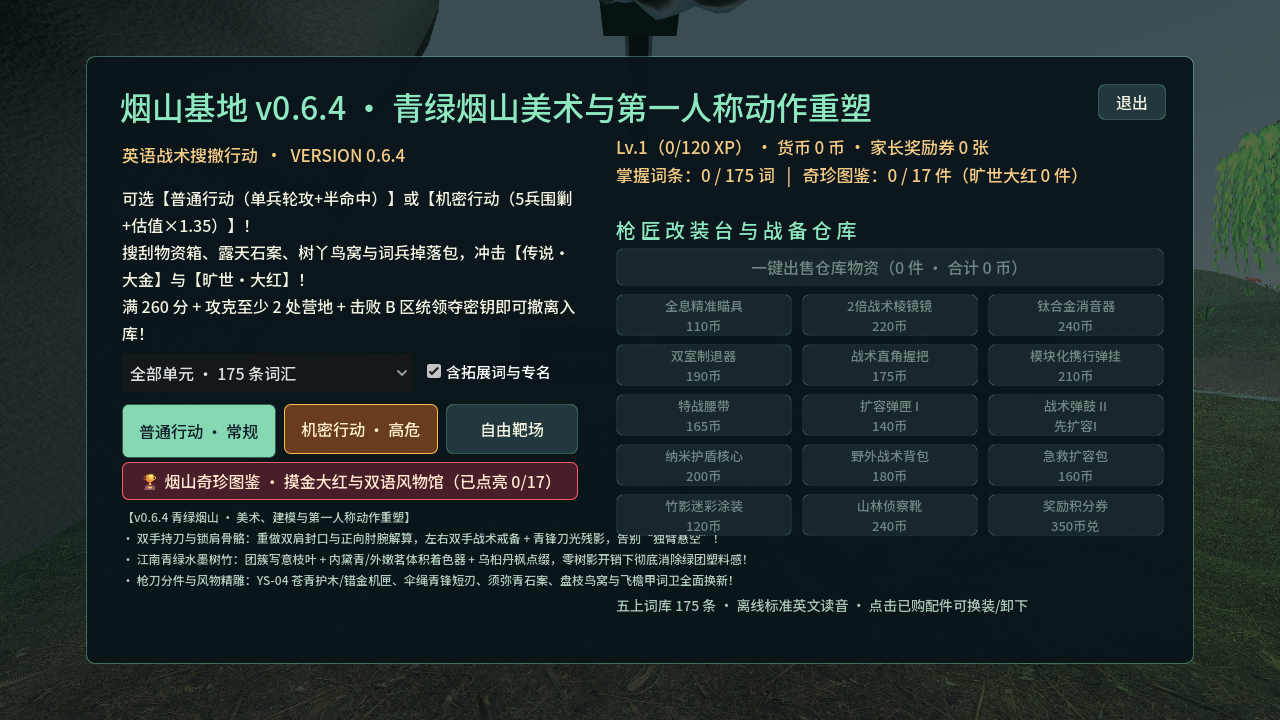 烟山基地 v0.6.4 · 青绿烟山美术与第一人称动作重塑
退出
英语战术搜撤行动 · VERSION 0.6.4
可选【普通行动（单兵轮攻+半命中）】或【机密行动（5兵围剿
+估值×1.35）】！
搜刮物资箱、露天石案、树丫鸟窝与词兵掉落包，冲击【传说·
大金】与【旷世·大红】！
满 260 分 + 攻克至少 2 处营地 + 击败 B 区统领夺密钥即可撤离入
库！
全部单元 · 175 条词汇
含拓展词与专名
普通行动 · 常规
机密行动 · 高危
自由靶场
🏆 烟山奇珍图鉴 · 摸金大红与双语风物馆（已点亮 0/17）
【v0.6.4 青绿烟山 · 美术、建模与第一人称动作重塑】
· 双手持刀与锁肩骨骼：重做双肩封口与正向肘腕解算，左右双手战术戒备 + 青锋刀光残影，告别“独臂悬空”！
· 江南青绿水墨树竹：团簇写意枝叶 + 内黛青/外嫩茗体积着色器 + 乌桕丹枫点缀，零树影开销下彻底消除绿团塑料感！
· 枪刀分件与风物精雕：YS-04 苍青护木/错金机匣、伞绳青锋短刃、须弥青石案、盘枝鸟窝与飞檐甲词卫全面换新！
Lv.1（0/120 XP） · 货币 0 币 · 家长奖励券 0 张
掌握词条：0 / 175 词 ｜ 奇珍图鉴：0 / 17 件（旷世大红 0 件）
枪匠改装台与战备仓库
一键出售仓库物资（0 件 · 合计 0 币）
全息精准瞄具
110币
2倍战术棱镜镜
220币
钛合金消音器
240币
双室制退器
190币
战术直角握把
175币
模块化携行弹挂
210币
特战腰带
165币
扩容弹匣 I
140币
战术弹鼓 II
先扩容I
纳米护盾核心
200币
野外战术背包
180币
急救扩容包
160币
竹影迷彩涂装
120币
山林侦察靴
240币
奖励积分券
350币兑
五上词库 175 条 · 离线标准英文读音 · 点击已购配件可换装/卸下